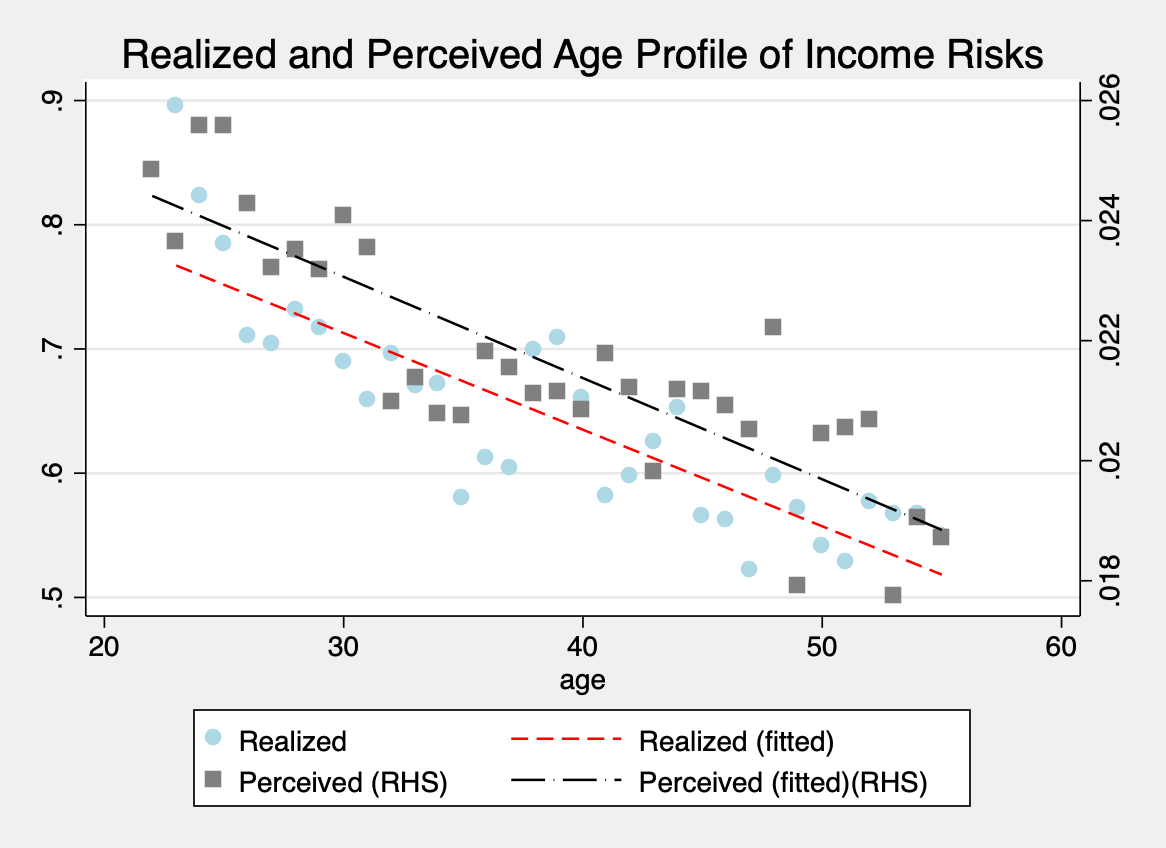 Realized and Perceived Age Profile of Income Risks
.9
.8
.7
.6
.5
.026
.024
.022
.02
.018
20 30 40 50 60
age
Realized Realized (fitted)
Perceived (RHS) Perceived (fitted)(RHS)